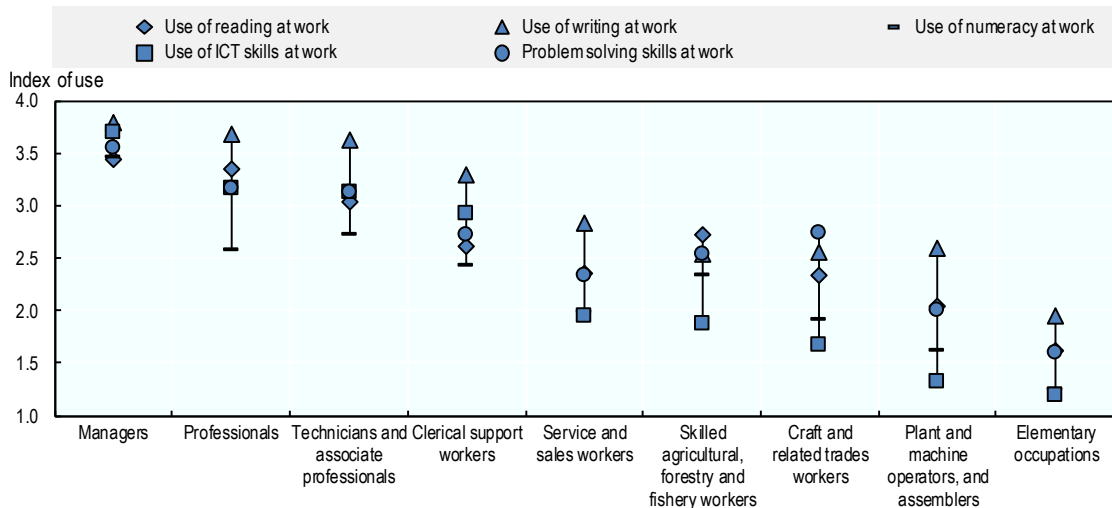 Use of reading at work
Use of writing at work
Use of numeracy at work
Use of ICT skills at work
Problem solving skills at work
Index of use
4.0
3.5
3.0
2.5
2.0
1.5
1.0
Managers
Professionals
Technicians and
associate
professionals
Clerical support
workers
Service and
sales workers
Skilled
agricultural,
forestry and
fishery workers
Craft and
related trades
workers
Plant and
machine
operators, and
assemblers
Elementary
occupations